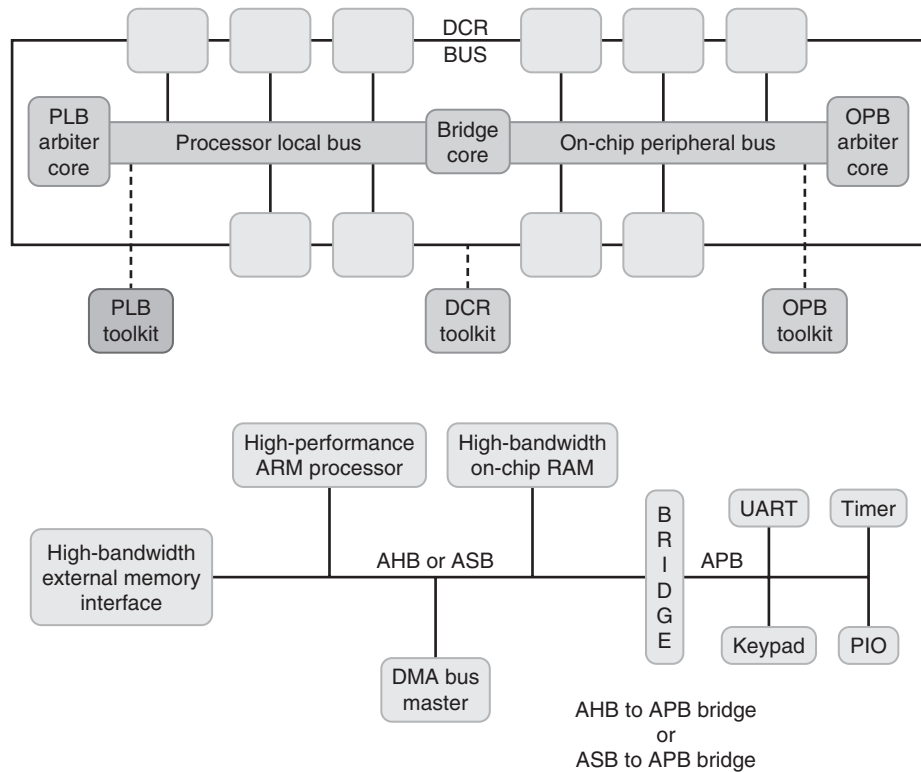 DCR
BUS
PLB
arbiter
core
Processor local bus
Bridge
core
On-chip peripheral bus
OPB
arbiter
core
PLB
toolkit
DCR
toolkit
OPB
toolkit
High-performance
ARM processor
High-bandwidth
on-chip RAM
High-bandwidth
external memory
interface
AHB or ASB
B
R
I
D
G
E
APB
UART
Timer
Keypad
PIO
DMA bus
master
AHB to APB bridge
or
ASB to APB bridge